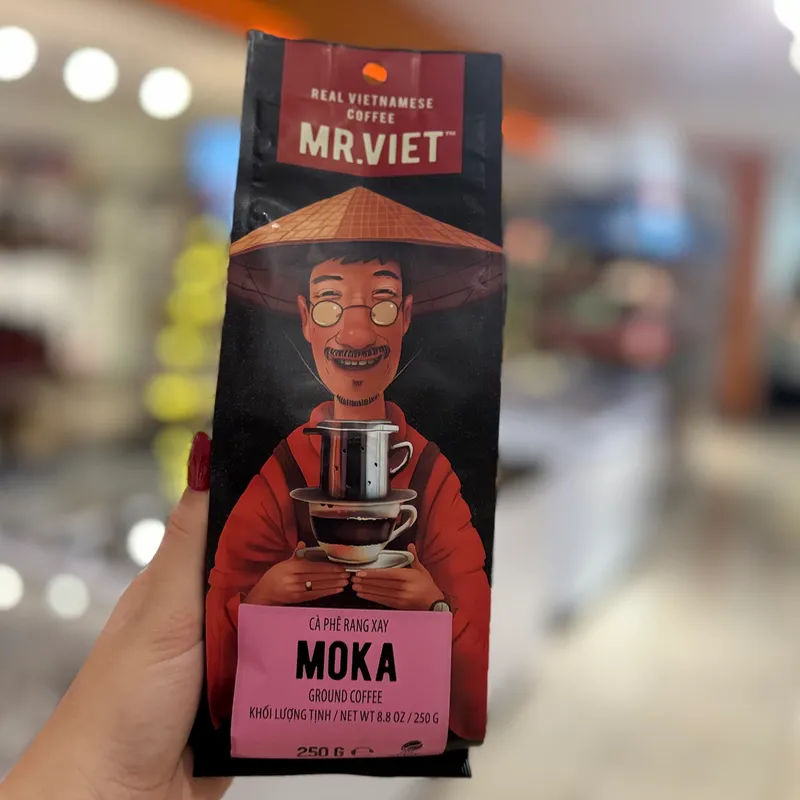 REAL VIETNAMESE
COFFEE
MR.VIET™
CÀ PHÊ RANG XAY
MOKA
GROUND COFFEE
KHỐI LƯỢNG TỊNH / NET WT 8.8 OZ / 250 G
250 G ℮